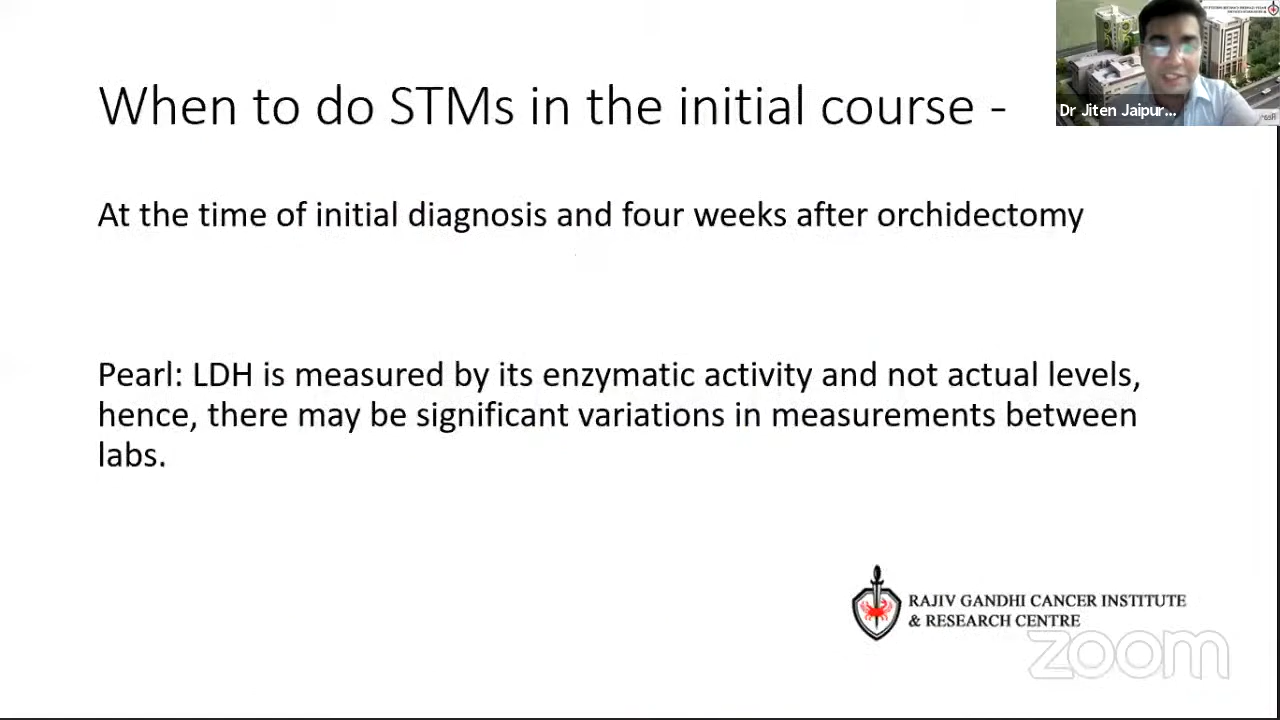 When to do STMs in the initial course -
Dr Jiten Jaipur...
At the time of initial diagnosis and four weeks after orchidectomy
Pearl: LDH is measured by its enzymatic activity and not actual levels,
hence, there may be significant variations in measurements between
labs.
RAJIV GANDHI CANCER INSTITUTE
& RESEARCH CENTRE
zoom